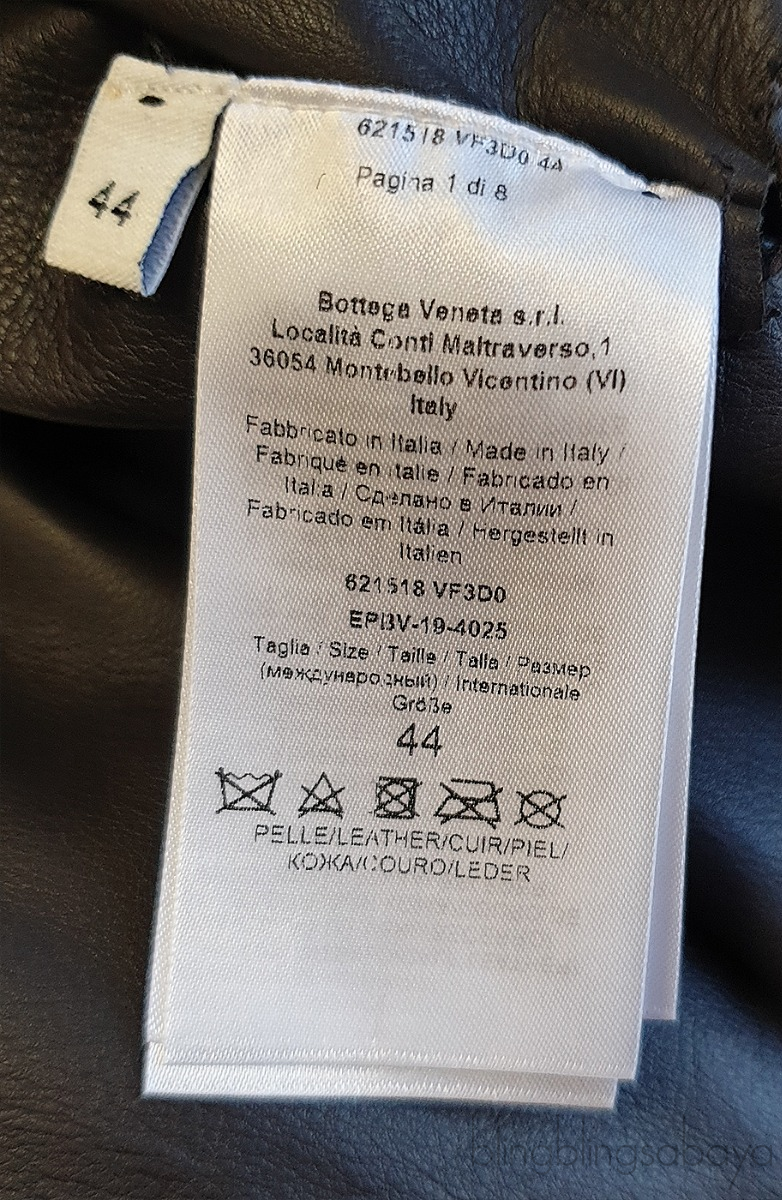 44
621518 VF3D0 44
Pagina 1 di 8
Bottega Veneta s.r.l.
Località Conti Maltraverso,1
36054 Montebello Vicentino (VI)
Italy
Fabbricato in Italia / Made in Italy /
Fabriqué en Italie / Fabricado en
Italia / Сделано в Италии /
Fabricado em Itália / Hergestellt in
Italien
621518 VF3D0
EPBV-19-4025
Taglia / Size / Taille / Talla / Размер
(международный) / Internationale
Größe
44
PELLE/LEATHER/CUIR/PIEL/
КОЖА/COURO/LEDER
blingblingsabaya